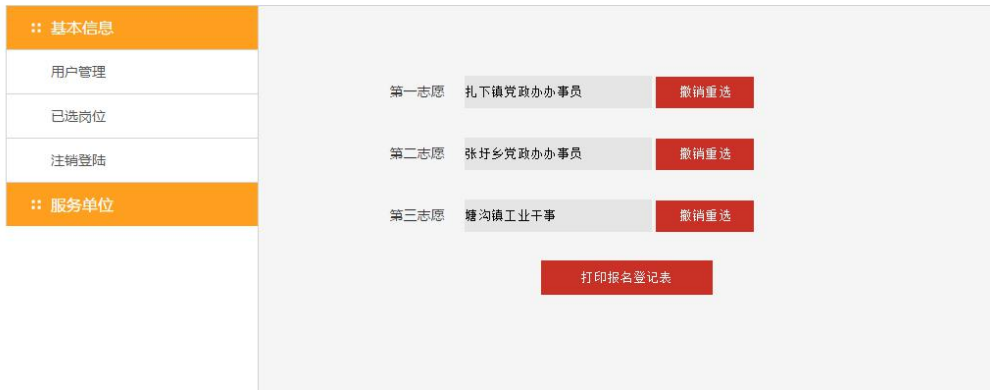 基本信息
用户管理
已选岗位
注销登陆
服务单位
第一志愿 扎下镇党政办办事员 撤销重选
第二志愿 张圩乡党政办办事员 撤销重选
第三志愿 塘沟镇工业干事 撤销重选
打印报名登记表